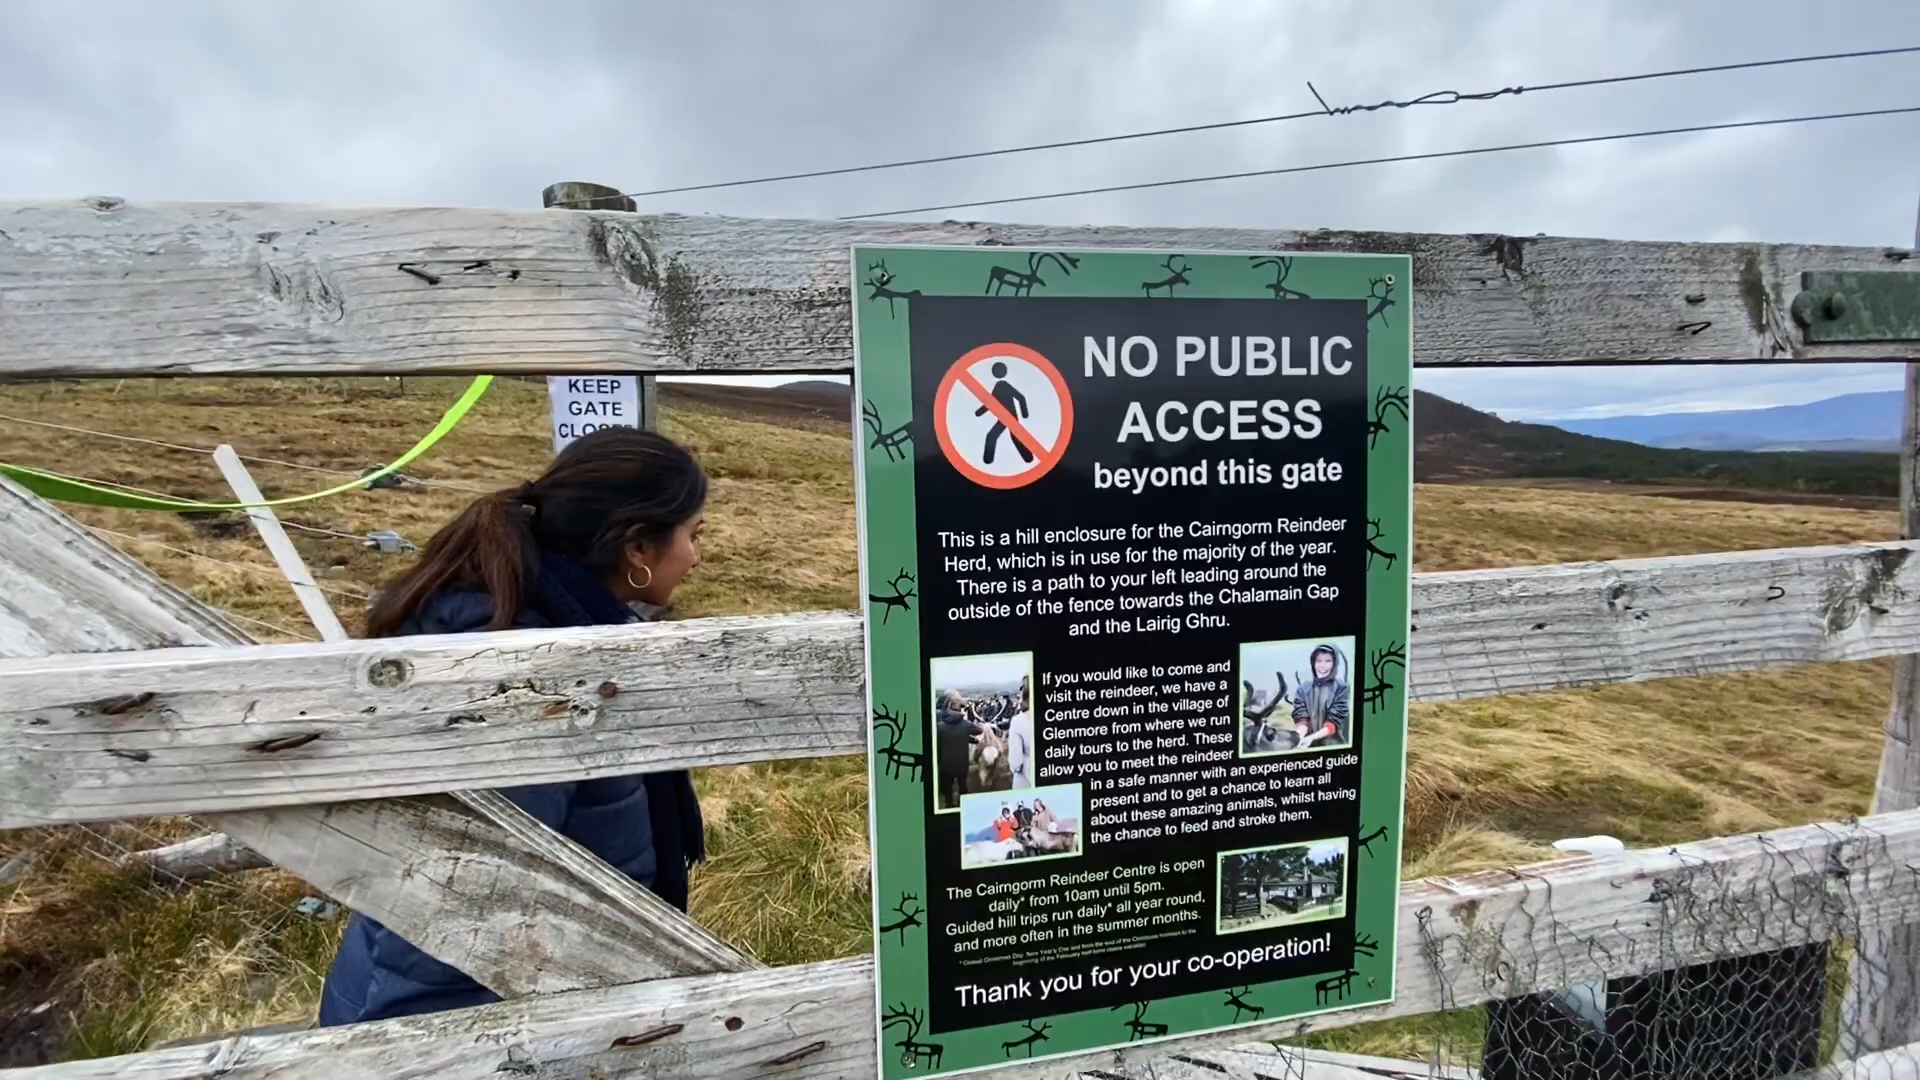 KEEP
GATE
NO PUBLIC
ACCESS
beyond this gate
This is a hill enclosure for the Cairngorm Reindeer
Herd, which is in use for the majority of the year.
There is a path to your left leading around the
outside of the fence towards the Chalamain Gap
and the Lairig Ghru.
If you would like to come and
visit the reindeer, we have a
Centre down in the village of
Glenmore from where we run
daily tours to the herd. These
allow you to meet the reindeer
in a safe manner with an experienced guide
present and to get a chance to learn all
about these amazing animals, whilst having
the chance to feed and stroke them.
The Cairngorm Reindeer Centre is open
daily* from 10am until 5pm.
Guided hill trips run daily* all year round,
and more often in the summer months.
Thank you for your co-operation!